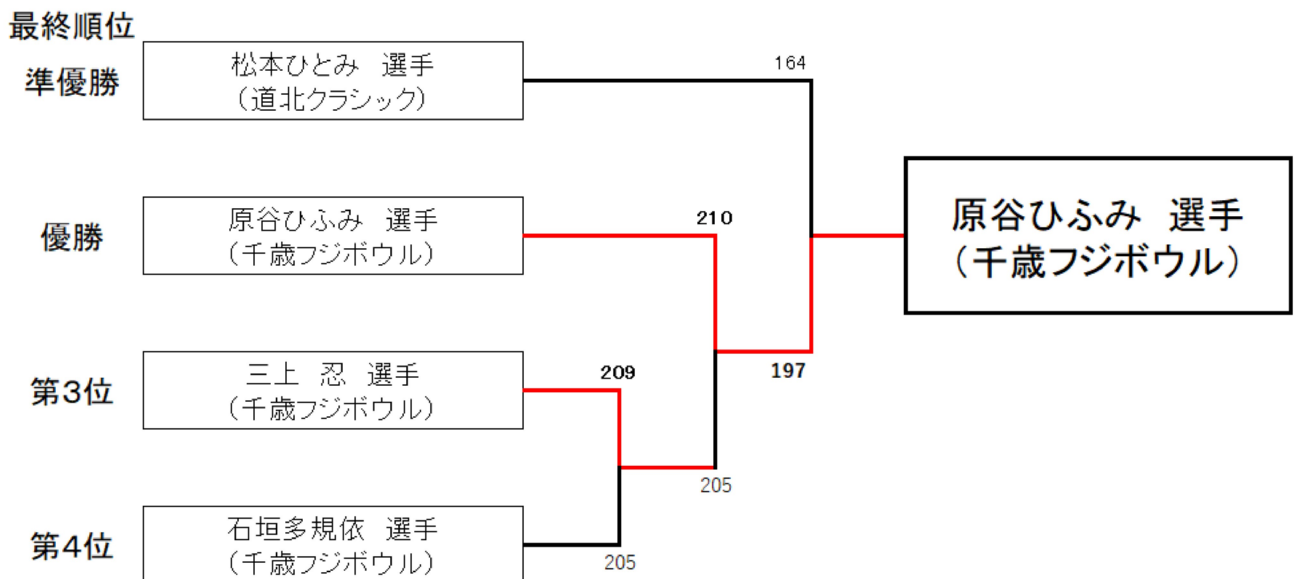 最終順位
準優勝
松本ひとみ　選手
（道北クラシック）
164
優勝
原谷ひふみ　選手
（千歳フジボウル）
210
原谷ひふみ　選手
（千歳フジボウル）
第3位
三上　忍　選手
（千歳フジボウル）
209
197
205
第4位
石垣多規依　選手
（千歳フジボウル）
205